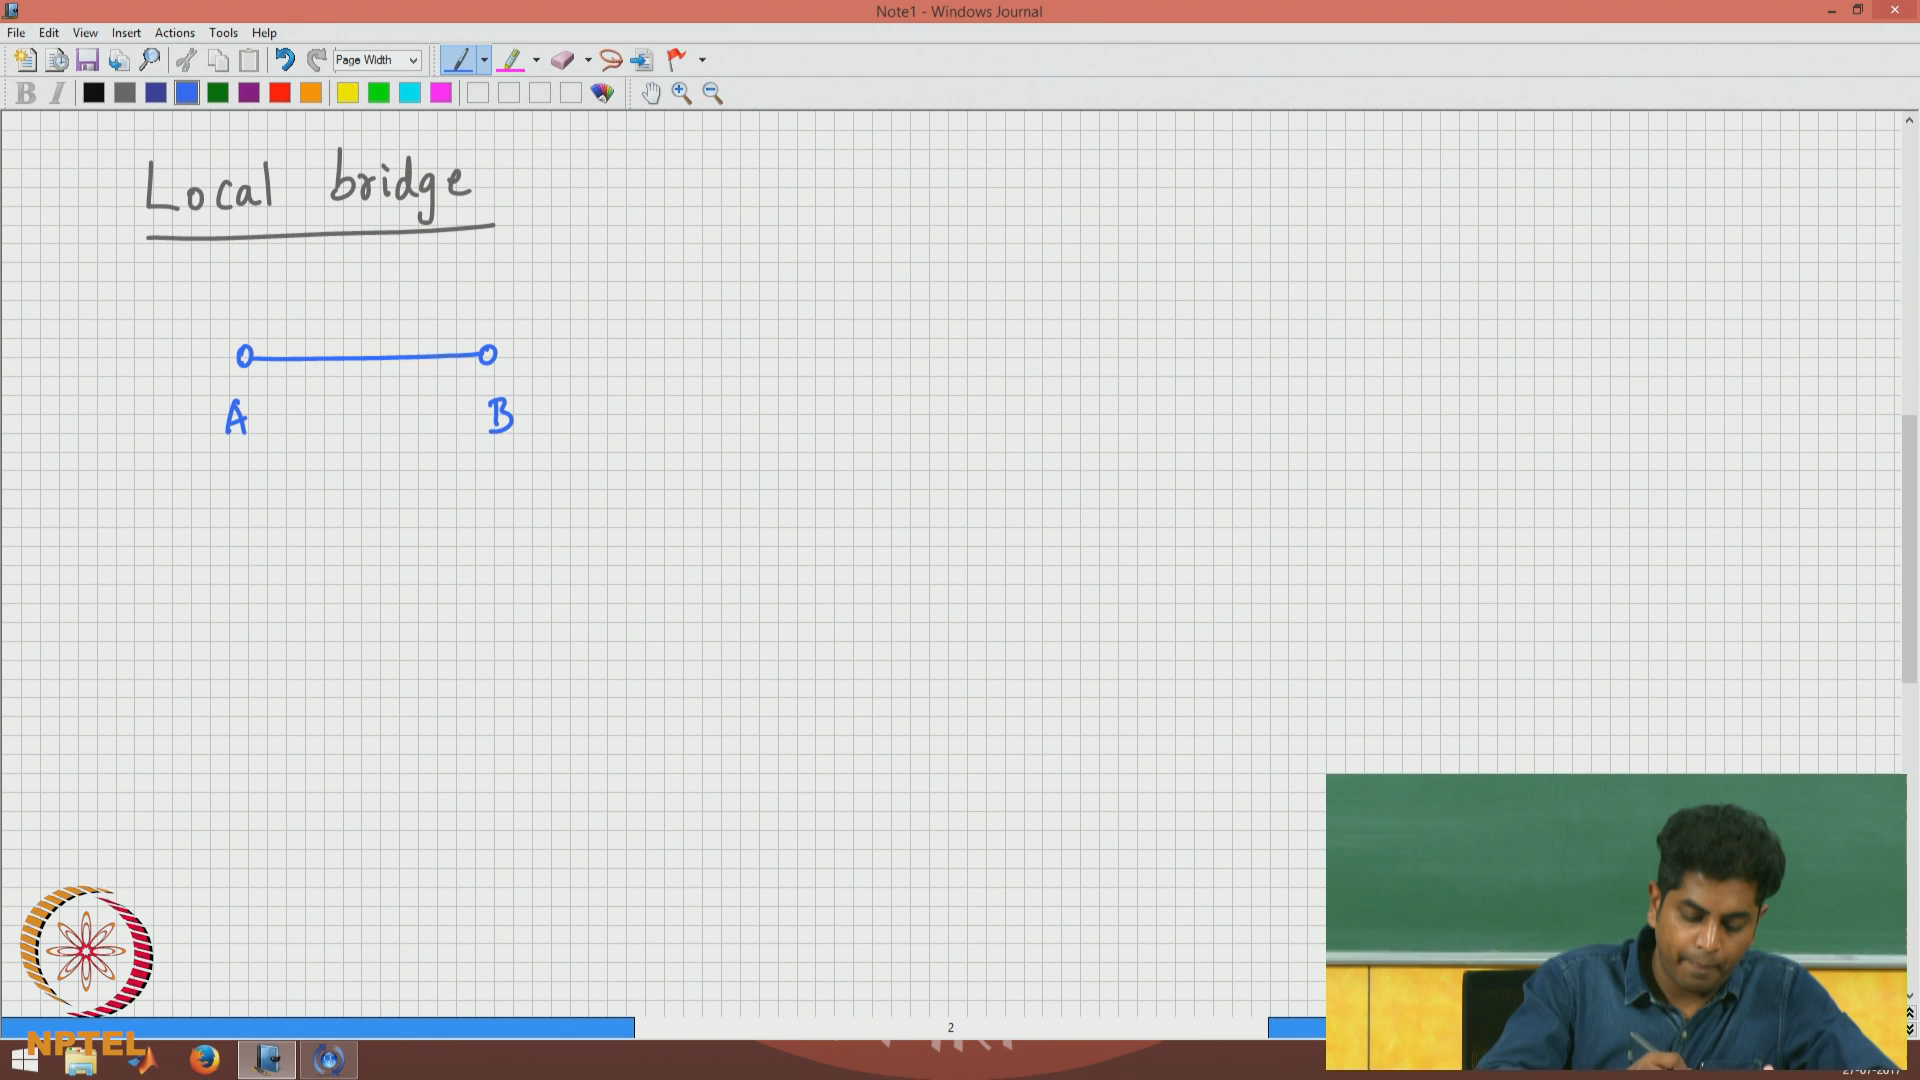 Note1 - Windows Journal
File Edit View Insert Actions Tools Help
Page Width
B I
Local bridge
A B
2
NPTEL